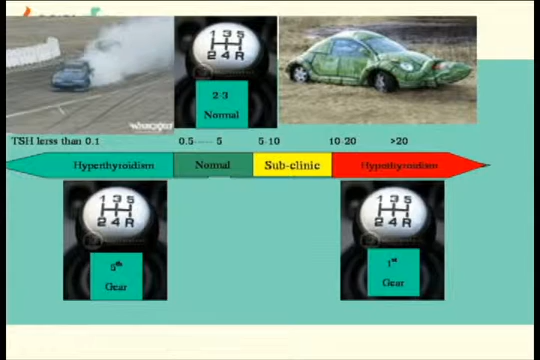 1 3 5
2 4 R
2-3
Normal
TSH lerss than 0.1
0.5------ 5
5-10
10-20
>20
Hyperthyroidism
Normal
Sub-clinic
Hypothyroidism
1 3 5
2 4 R
5th
Gear
1 3 5
2 4 R
1st
Gear